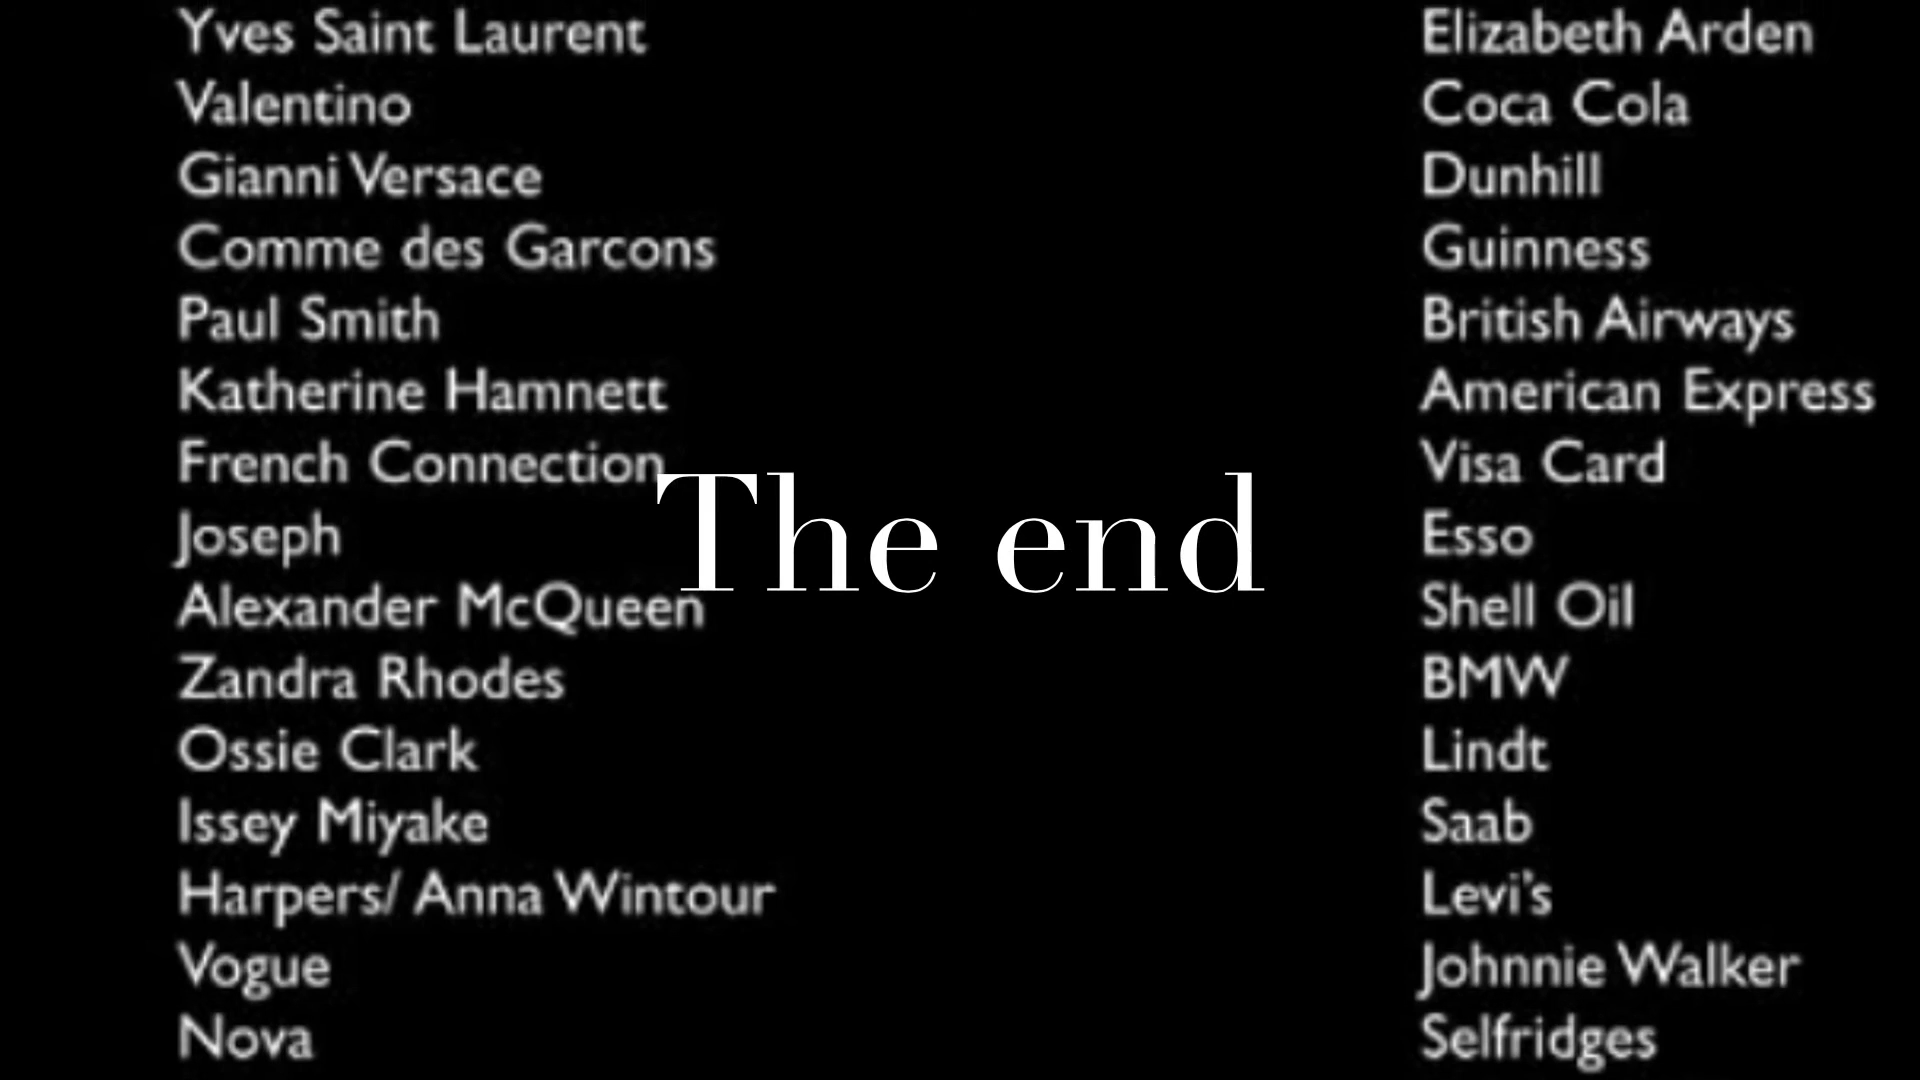 Yves Saint Laurent
Valentino
Gianni Versace
Comme des Garcons
Paul Smith
Katherine Hamnett
French Connection
Joseph
Alexander McQueen
Zandra Rhodes
Ossie Clark
Issey Miyake
Harpers/ Anna Wintour
Vogue
Nova
The end
Elizabeth Arden
Coca Cola
Dunhill
Guinness
British Airways
American Express
Visa Card
Esso
Shell Oil
BMW
Lindt
Saab
Levi's
Johnnie Walker
Selfridges